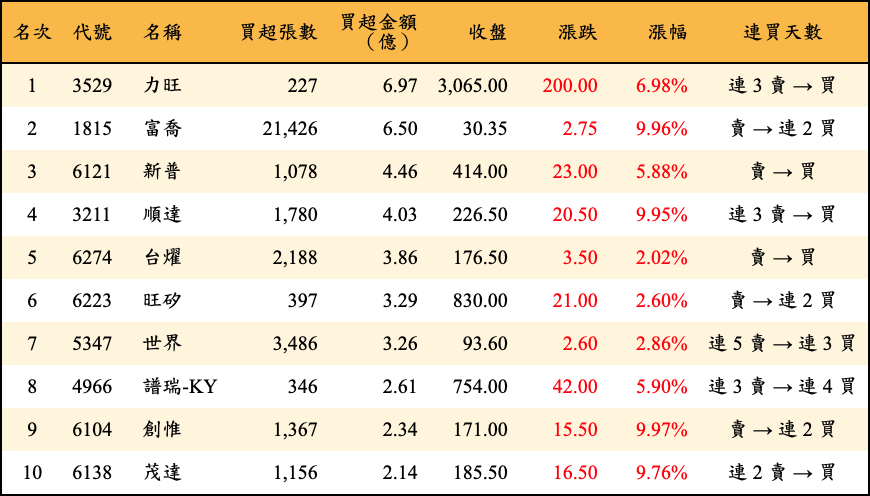 名次 代號 名稱 買超張數 買超金額（億） 收盤 漲跌 漲幅 連買天數
1 3529 力旺 227 6.97 3,065.00 200.00 6.98% 連 3 賣 → 買
2 1815 富喬 21,426 6.50 30.35 2.75 9.96% 賣 → 連 2 買
3 6121 新普 1,078 4.46 414.00 23.00 5.88% 賣 → 買
4 3211 順達 1,780 4.03 226.50 20.50 9.95% 連 3 賣 → 買
5 6274 台燿 2,188 3.86 176.50 3.50 2.02% 賣 → 買
6 6223 旺矽 397 3.29 830.00 21.00 2.60% 賣 → 連 2 買
7 5347 世界 3,486 3.26 93.60 2.60 2.86% 連 5 賣 → 連 3 買
8 4966 譜瑞-KY 346 2.61 754.00 42.00 5.90% 連 3 賣 → 連 4 買
9 6104 創惟 1,367 2.34 171.00 15.50 9.97% 賣 → 連 2 買
10 6138 茂達 1,156 2.14 185.50 16.50 9.76% 連 2 賣 → 買